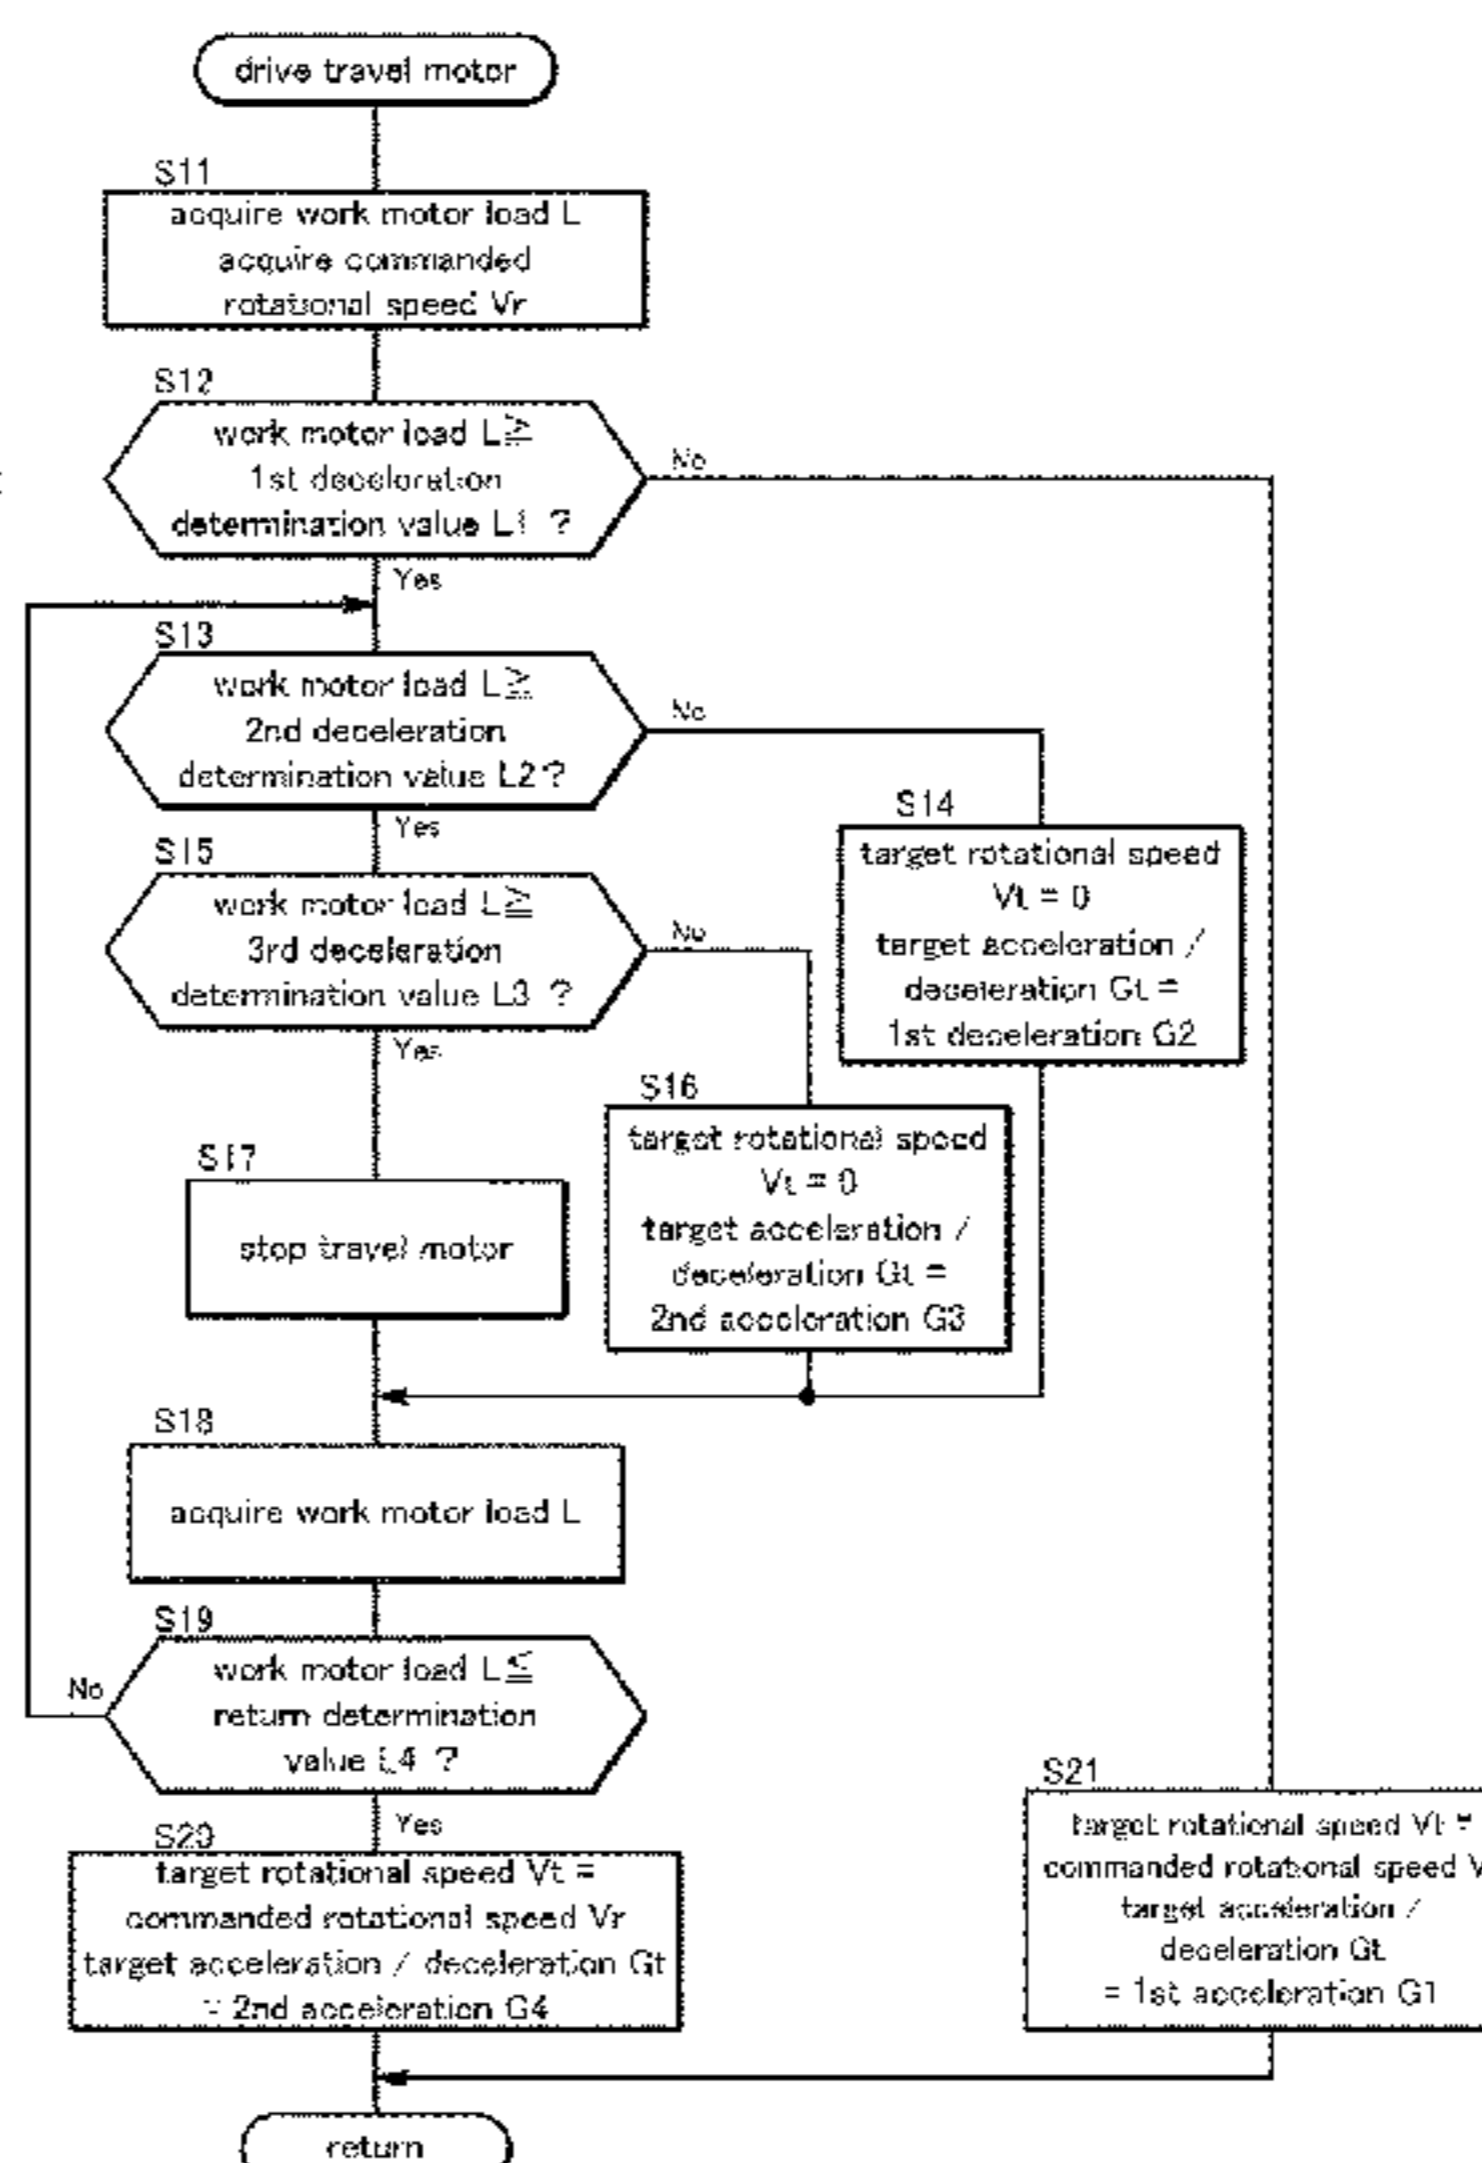 drive travel motor
S11
acquire work motor load L
acquire commanded
rotational speed Vr
S12
work motor load L≧
1st deceleration
determination value L1 ?
No
Yes
S13
work motor load L≧
2nd deceleration
determination value L2?
No
Yes
S14
target rotational speed
Vt = 0
target acceleration /
deceleration Gt =
1st deceleration G2
S15
work motor load L≧
3rd deceleration
determination value L3 ?
No
Yes
S16
target rotational speed
Vt = 0
target acceleration /
deceleration Gt =
2nd acceleration G3
S17
stop travel motor
S18
acquire work motor load L
S19
work motor load L≦
return determination
value L4 ?
No
Yes
S20
target rotational speed Vt =
commanded rotational speed Vr
target acceleration / deceleration Gt
= 2nd acceleration G4
S21
target rotational speed Vt =
commanded rotational speed
target acceleration /
deceleration Gt
= 1st acceleration G1
return